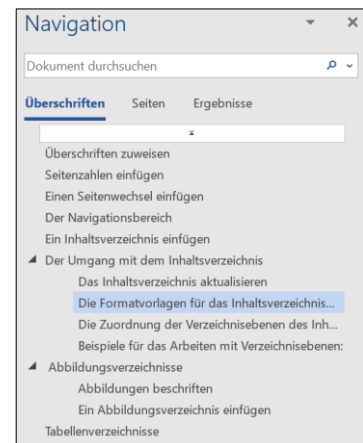 Navigation
Dokument durchsuchen
Überschriften Seiten Ergebnisse
Überschriften zuweisen
Seitenzahlen einfügen
Einen Seitenwechsel einfügen
Der Navigationsbereich
Ein Inhaltsverzeichnis einfügen
Der Umgang mit dem Inhaltsverzeichnis
Das Inhaltsverzeichnis aktualisieren
Die Formatvorlagen für das Inhaltsverzeichnis...
Die Zuordnung der Verzeichnisebenen des Inh...
Beispiele für das Arbeiten mit Verzeichnisebenen:
Abbildungsverzeichnisse
Abbildungen beschriften
Ein Abbildungsverzeichnis einfügen
Tabellenverzeichnisse